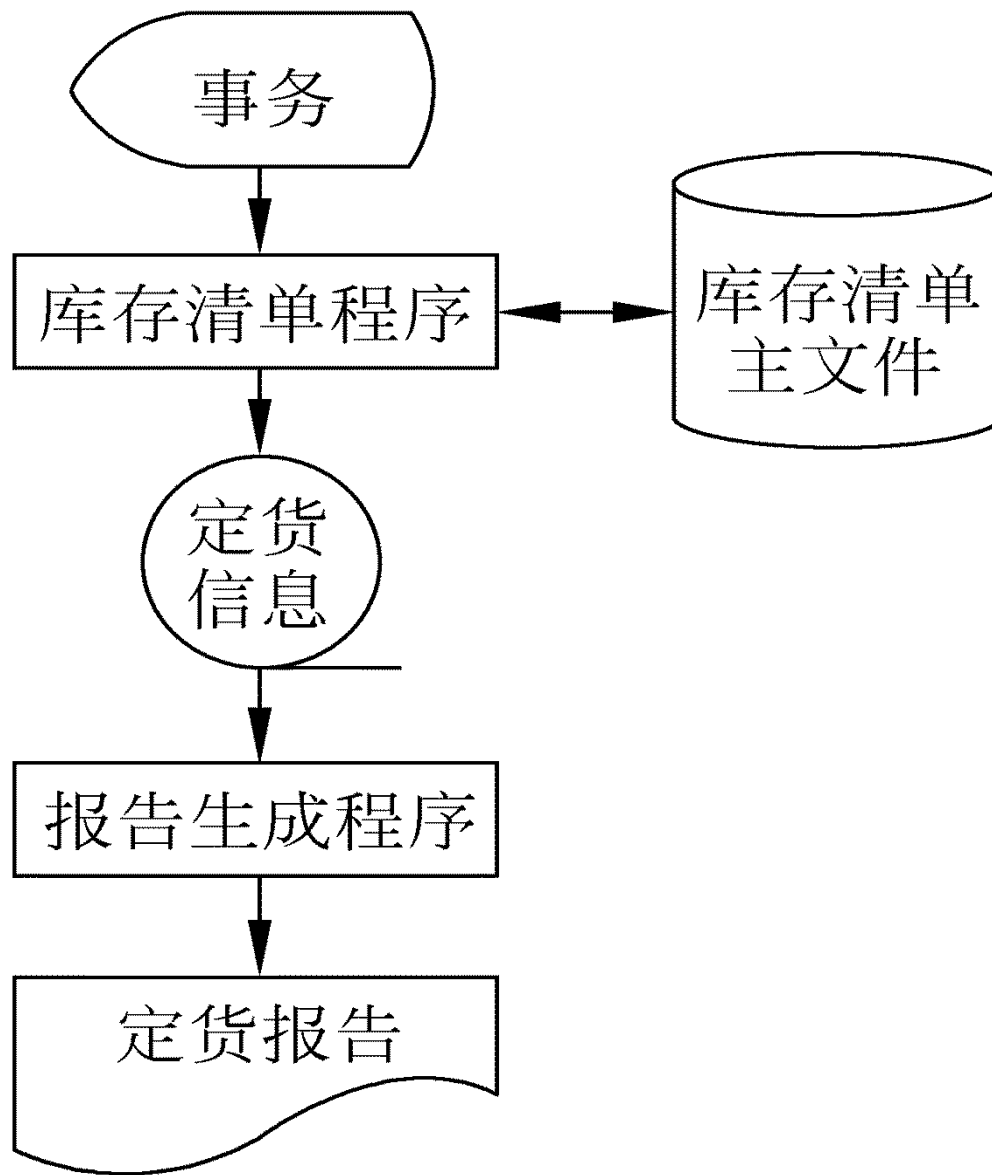 事务
库存清单程序
库存清单
主文件
定货
信息
报告生成程序
定货报告